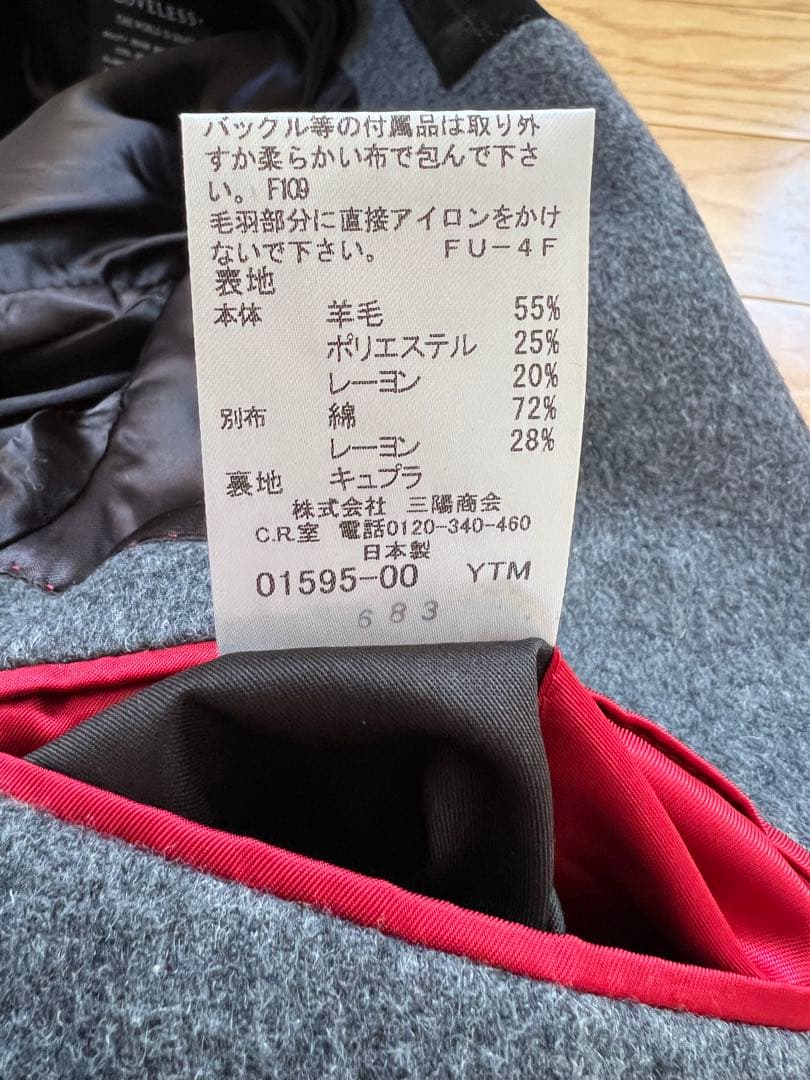 バックル等の付属品は取り外
すか柔らかい布で包んで下さ
い。F109
毛羽部分に直接アイロンをかけ
ないで下さい。 FU-4F
表地
本体 羊毛 55%
ポリエステル 25%
レーヨン 20%
別布 綿 72%
レーヨン 28%
裏地 キュプラ
株式会社 三陽商会
C.R.室 電話0120-340-460
日本製
01595-00 YTM
683